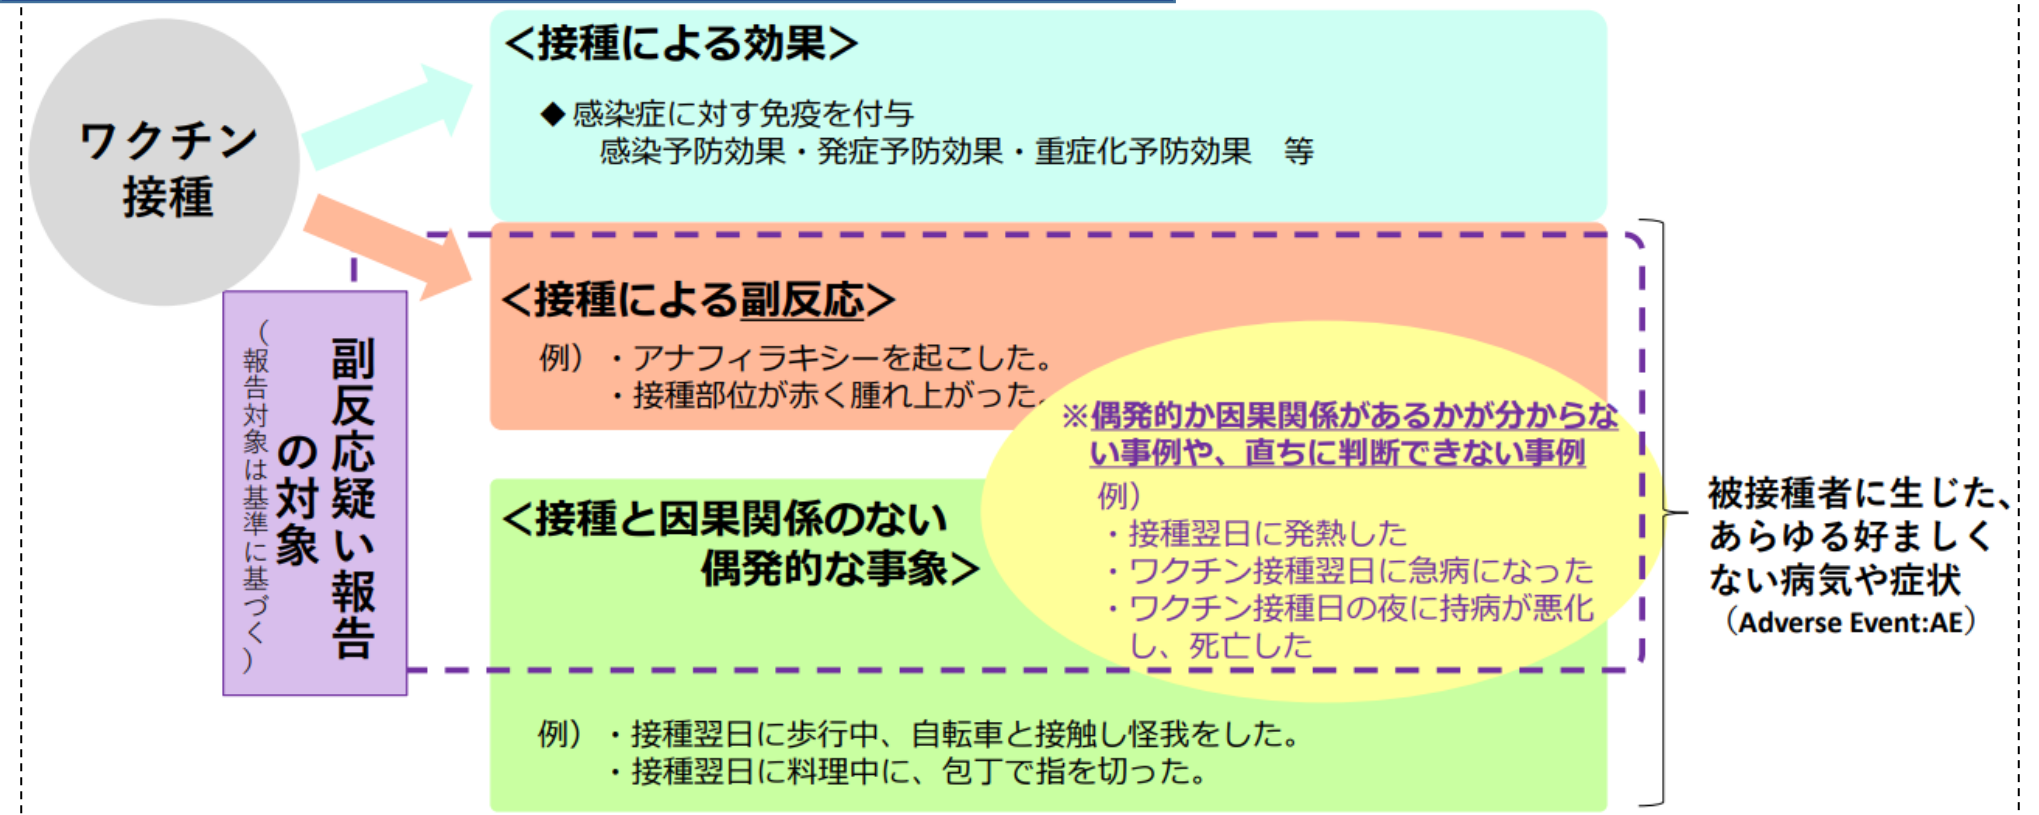 ワクチン
接種
＜接種による効果＞
◆ 感染症に対す免疫を付与
感染予防効果・発症予防効果・重症化予防効果　等
＜接種による副反応＞
例）・アナフィラキシーを起こした。
・接種部位が赤く腫れ上がった。
副反応疑い報告
の対象
（報告対象は基準に基づく）
※偶発的か因果関係があるかが分からな
い事例や、直ちに判断できない事例
例）
・接種翌日に発熱した
・ワクチン接種翌日に急病になった
・ワクチン接種日の夜に持病が悪化
し、死亡した
＜接種と因果関係のない
偶発的な事象＞
例）・接種翌日に歩行中、自転車と接触し怪我をした。
・接種翌日に料理中に、包丁で指を切った。
被接種者に生じた、
あらゆる好ましく
ない病気や症状
（Adverse Event:AE）